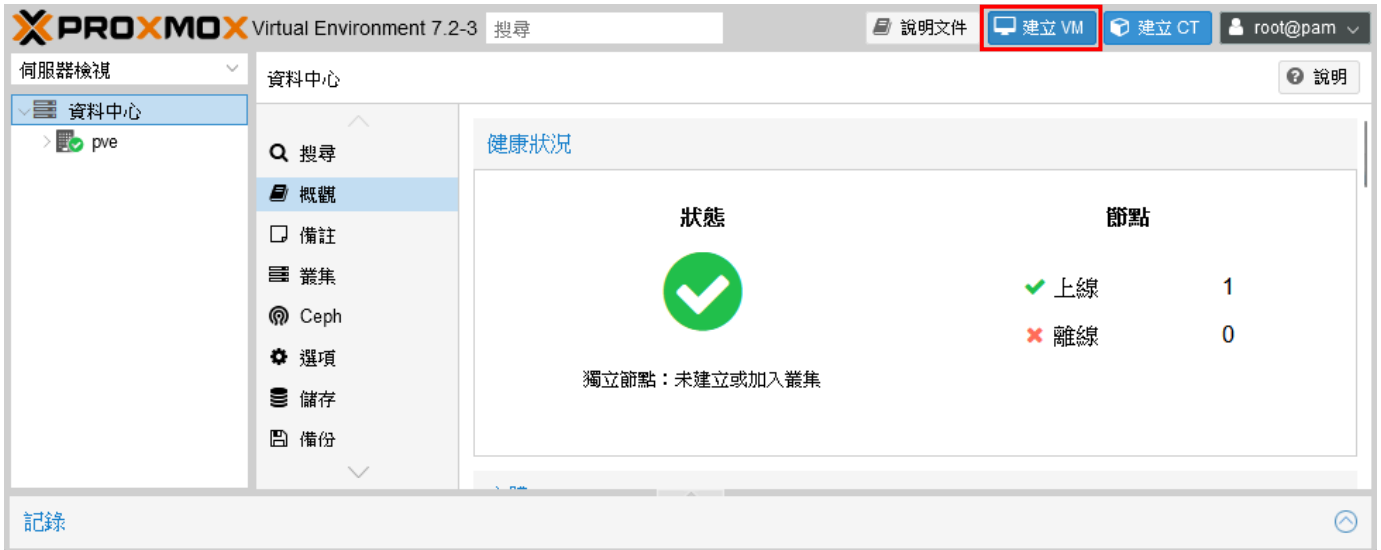 PROXMOX Virtual Environment 7.2-3 搜尋 說明文件 建立 VM 建立 CT root@pam
伺服器檢視
資料中心
pve
資料中心 說明
搜尋
概觀
備註
叢集
Ceph
選項
儲存
備份
健康狀況
狀態
獨立節點：未建立或加入叢集
節點
上線 1
離線 0
記錄